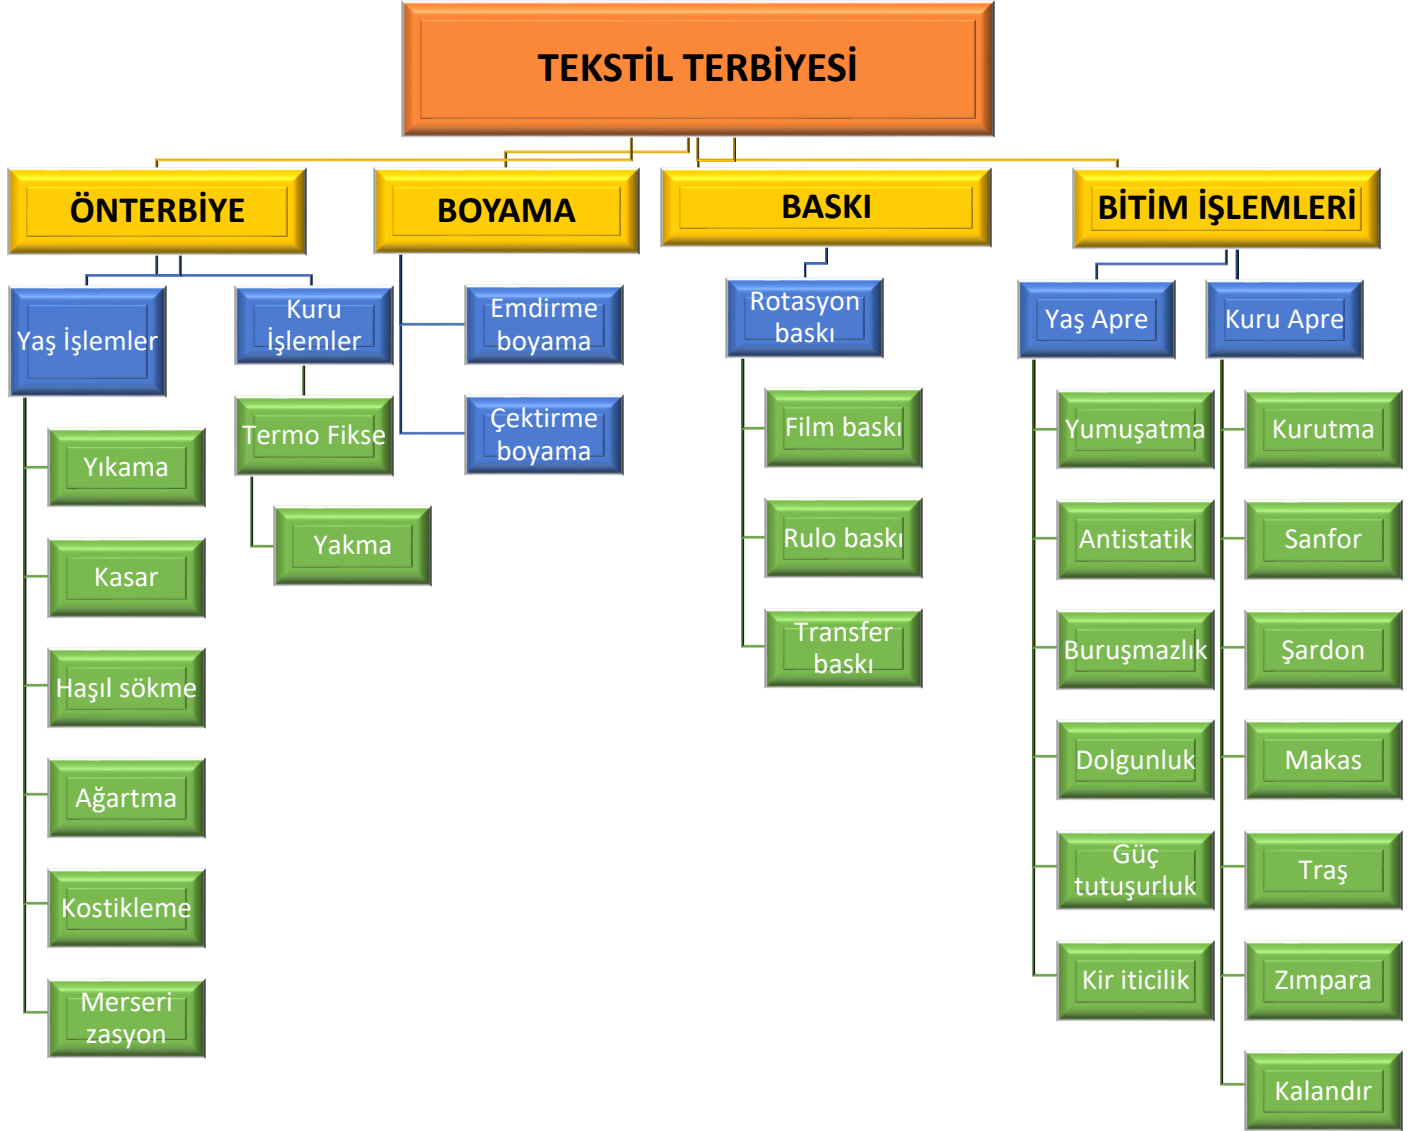 TEKSTİL TERBİYESİ
ÖNTERBİYE
BOYAMA
BASKI
BİTİM İŞLEMLERİ
Yaş İşlemler
Yıkama
Kasar
Haşıl sökme
Ağartma
Kostikleme
Merseri
zasyon
Kuru
İşlemler
Termo Fikse
Yakma
Emdirme
boyama
Çektirme
boyama
Rotasyon
baskı
Film baskı
Rulo baskı
Transfer
baskı
Yaş Apre
Yumuşatma
Antistatik
Buruşmazlık
Dolgunluk
Güç
tutuşurluk
Kir iticilik
Kuru Apre
Kurutma
Sanfor
Şardon
Makas
Traş
Zımpara
Kalandır